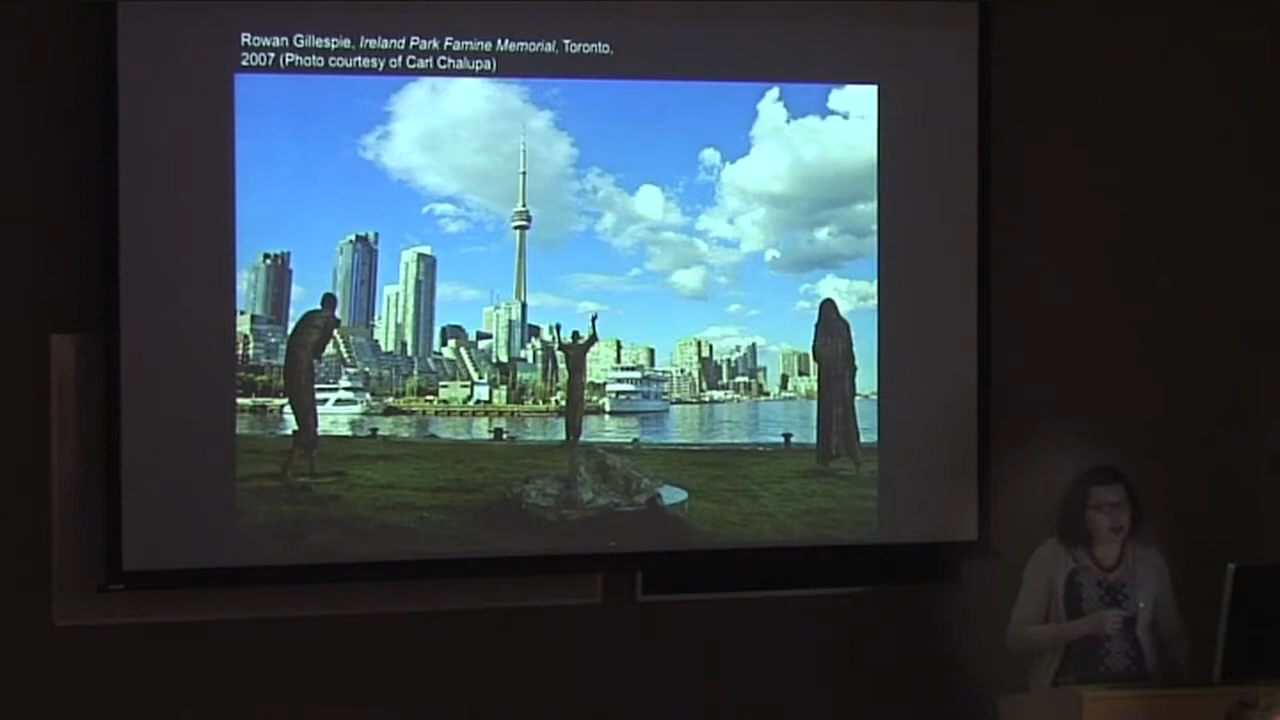 Rowan Gillespie, Ireland Park Famine Memorial, Toronto,
2007 (Photo courtesy of Carl Chalupa)